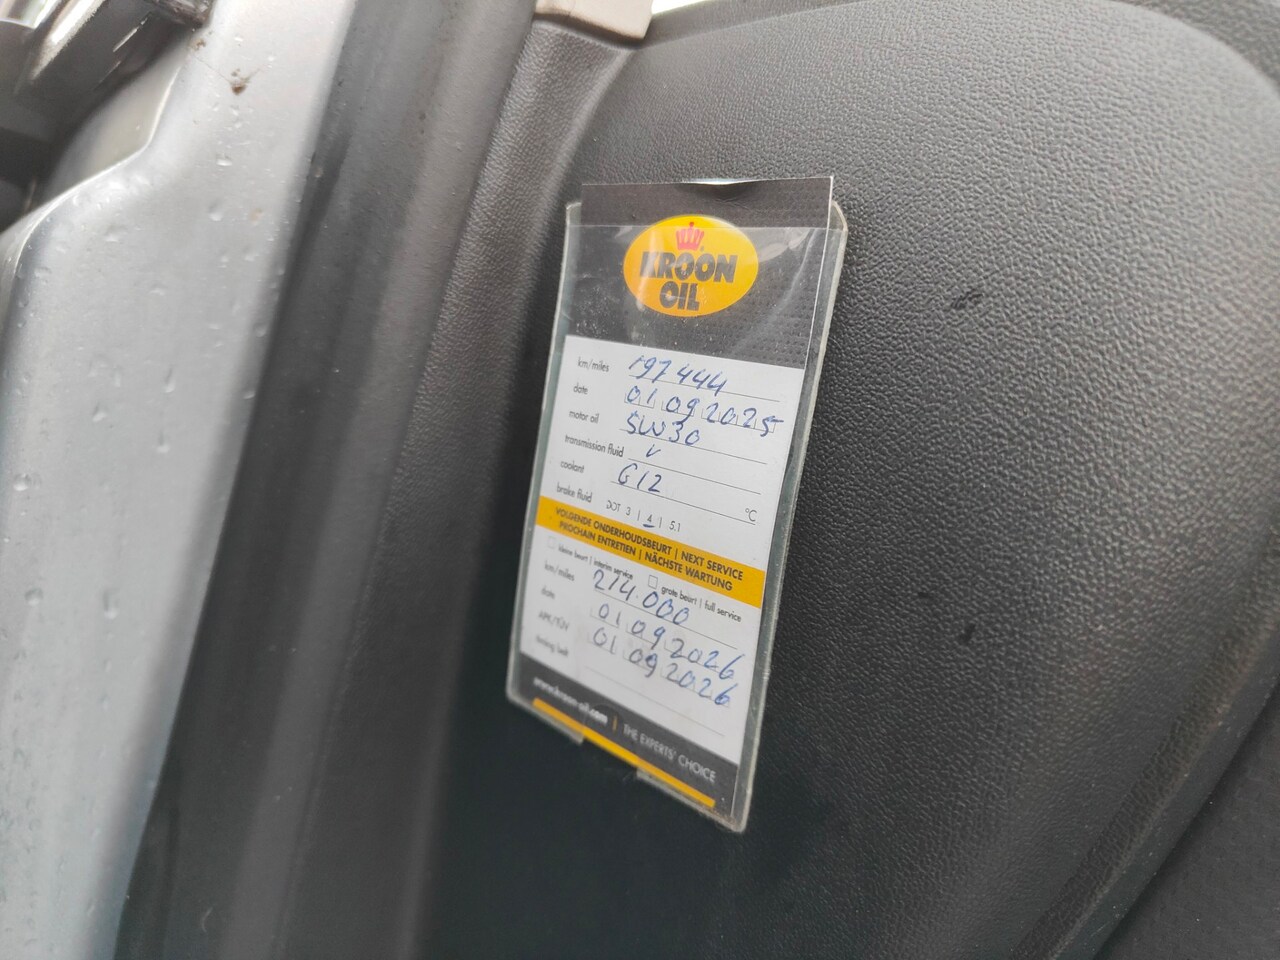 KROON
OIL
km/miles 197444
date 01 09 2025
motor oil 5W30
transmission fluid v
coolant G12 °C
brake fluid DOT 3 | 4 | 5.1
VOLGENDE ONDERHOUDSBEURT | NEXT SERVICE
PROCHAIN ENTRETIEN | NÄCHSTE WARTUNG
kleine beurt | interim service grote beurt | full service
km/miles 214.000
date 01 09 2026
APK/TÜV 01 09 2026
timing belt
www.kroon-oil.com | THE EXPERTS' CHOICE